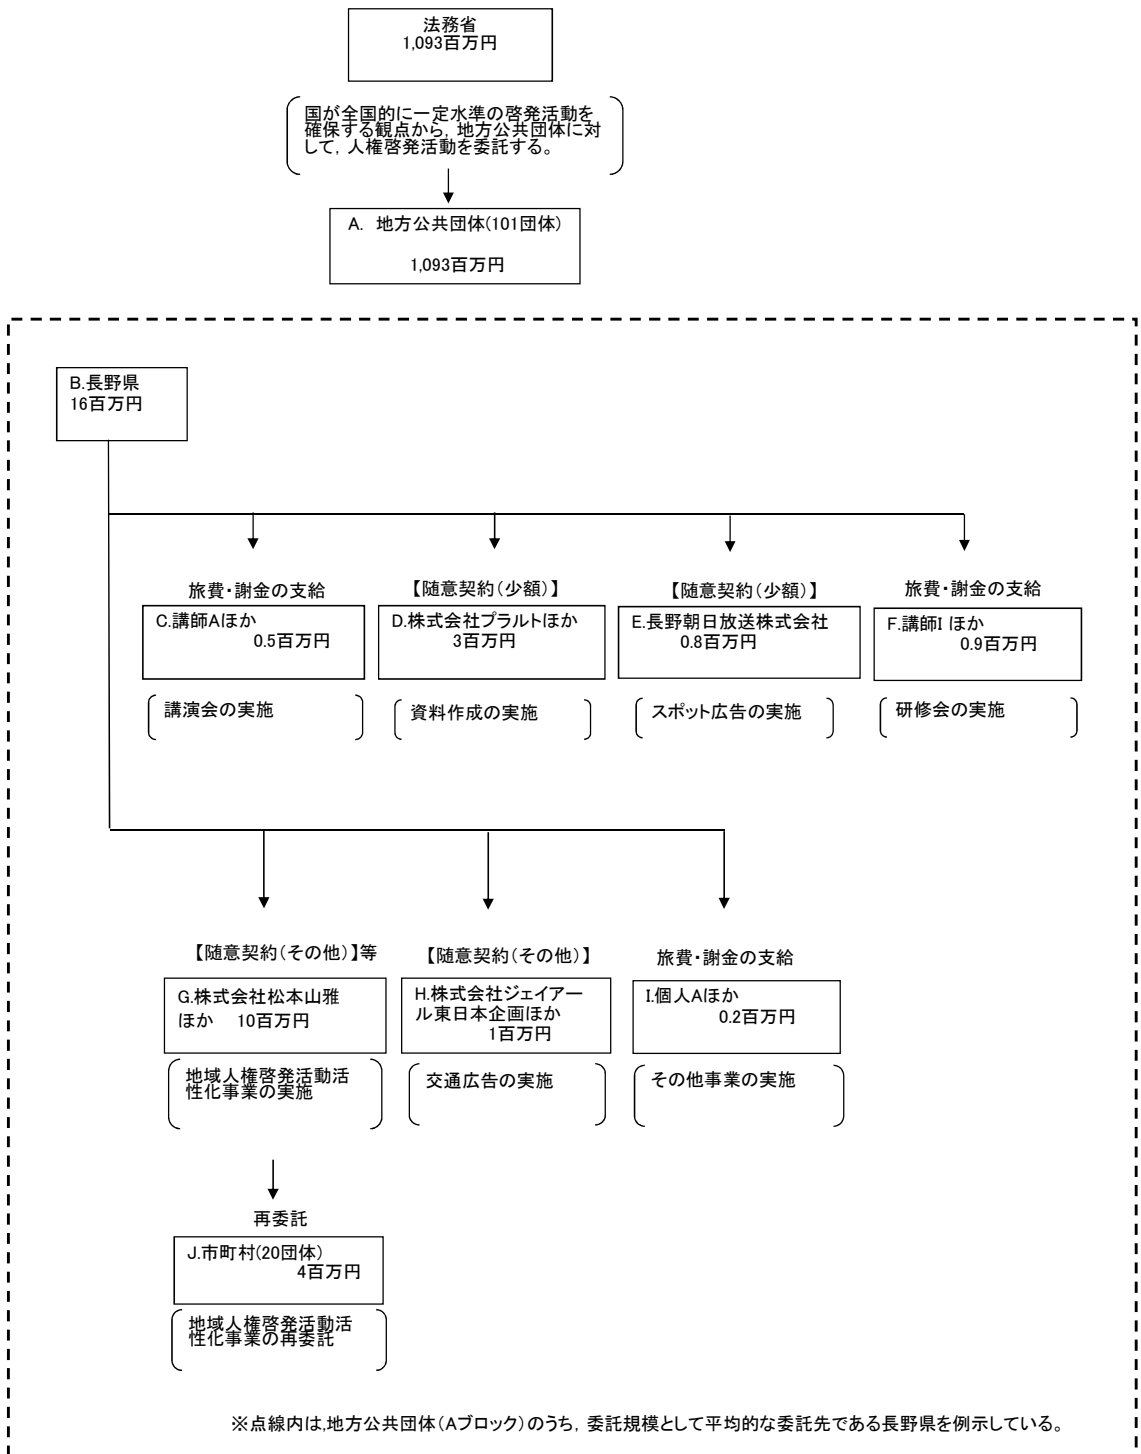 法務省
1,093百万円
国が全国的に一定水準の啓発活動を
確保する観点から，地方公共団体に対
して，人権啓発活動を委託する。
A. 地方公共団体(101団体)
1,093百万円
B.長野県
16百万円
旅費・謝金の支給
C.講師Aほか
0.5百万円
講演会の実施
【随意契約(少額)】
D.株式会社プラルトほか
3百万円
資料作成の実施
【随意契約(少額)】
E.長野朝日放送株式会社
0.8百万円
スポット広告の実施
旅費・謝金の支給
F.講師I ほか
0.9百万円
研修会の実施
【随意契約(その他)】等
G.株式会社松本山雅
ほか 10百万円
地域人権啓発活動活
性化事業の実施
【随意契約(その他)】
H.株式会社ジェイアー
ル東日本企画ほか
1百万円
交通広告の実施
旅費・謝金の支給
I.個人Aほか
0.2百万円
その他事業の実施
再委託
J.市町村(20団体)
4百万円
地域人権啓発活動活
性化事業の再委託
※点線内は,地方公共団体(Aブロック)のうち，委託規模として平均的な委託先である長野県を例示している。